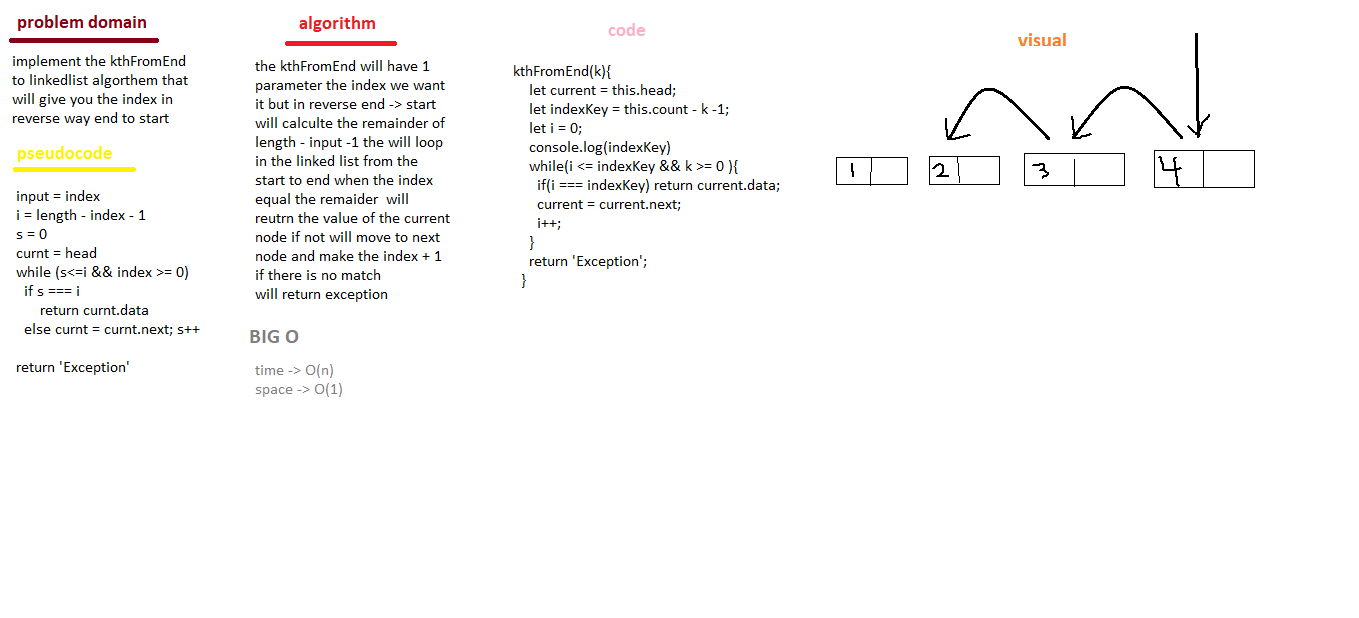 problem domain
implement the kthFromEnd
to linkedlist algorthem that
will give you the index in
reverse way end to start
pseudocode
input = index
i = length - index - 1
s = 0
curnt = head
while (s<=i && index >= 0)
if s === i
return curnt.data
else curnt = curnt.next; s++
return 'Exception'
algorithm
the kthFromEnd will have 1
parameter the index we want
it but in reverse end -> start
will calculte the remainder of
length - input -1 the will loop
in the linked list from the
start to end when the index
equal the remaider will
reutrn the value of the current
node if not will move to next
node and make the index + 1
if there is no match
will return exception
BIG O
time -> O(n)
space -> O(1)
code
kthFromEnd(k){
let current = this.head;
let indexKey = this.count - k -1;
let i = 0;
console.log(indexKey)
while(i <= indexKey && k >= 0 ){
if(i === indexKey) return current.data;
current = current.next;
i++;
}
return 'Exception';
}
visual
1 2 3 4